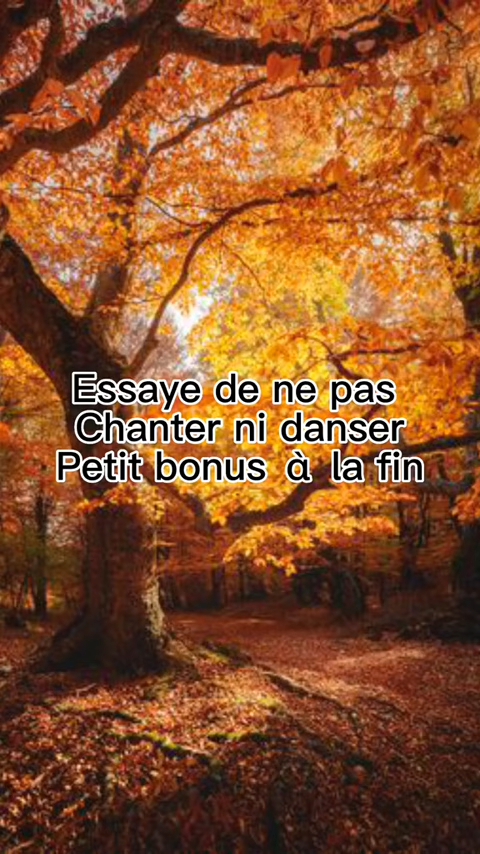 Essaye de ne pas
Chanter ni danser
Petit bonus à la fin